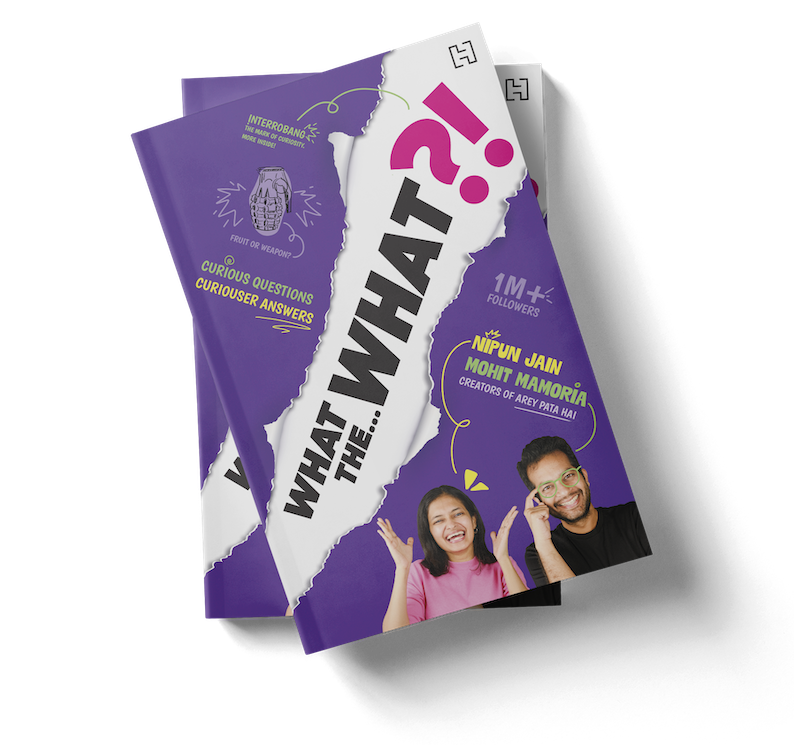 INTERROBANG
THE MARK OF CURIOSITY.
MORE INSIDE!
FRUIT OR WEAPON?
CURIOUS QUESTIONS
CURIOUSER ANSWERS
WHAT
THE...
WHAT?!
1M+
FOLLOWERS
NIPUN JAIN
MOHIT MAMORIA
CREATORS OF AREY PATA HAI
W